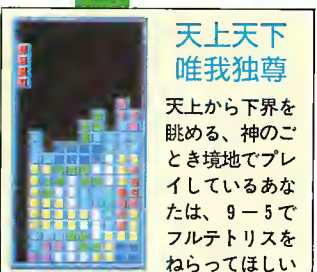 天上天下
唯我独尊
天上から下界を
眺める、神のご
とき境地でプレ
イしているあな
たは、9−5で
フルテトリスを
ねらってほしい